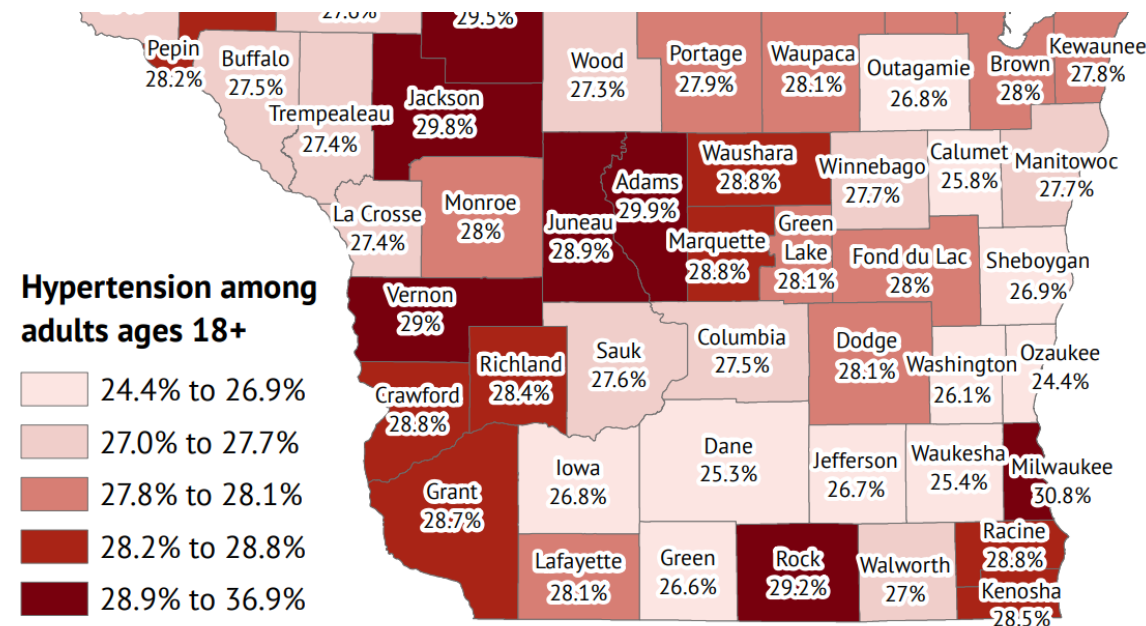 27.6%
29.5%
Pepin
28.2%
Buffalo
27.5%
Trempealeau
27.4%
Jackson
29.8%
Wood
27.3%
Portage
27.9%
Waupaca
28.1%
Outagamie
26.8%
Brown
28%
Kewaunee
27.8%
La Crosse
27.4%
Monroe
28%
Juneau
28.9%
Adams
29.9%
Waushara
28.8%
Marquette
28.8%
Green
Lake
28.1%
Winnebago
27.7%
Calumet
25.8%
Manitowoc
27.7%
Fond du Lac
28%
Sheboygan
26.9%
Vernon
29%
Richland
28.4%
Crawford
28.8%
Sauk
27.6%
Columbia
27.5%
Dodge
28.1%
Washington
26.1%
Ozaukee
24.4%
Grant
28.7%
Iowa
26.8%
Dane
25.3%
Jefferson
26.7%
Waukesha
25.4%
Milwaukee
30.8%
Lafayette
28.1%
Green
26.6%
Rock
29.2%
Walworth
27%
Racine
28.8%
Kenosha
28.5%
Hypertension among
adults ages 18+
24.4% to 26.9%
27.0% to 27.7%
27.8% to 28.1%
28.2% to 28.8%
28.9% to 36.9%